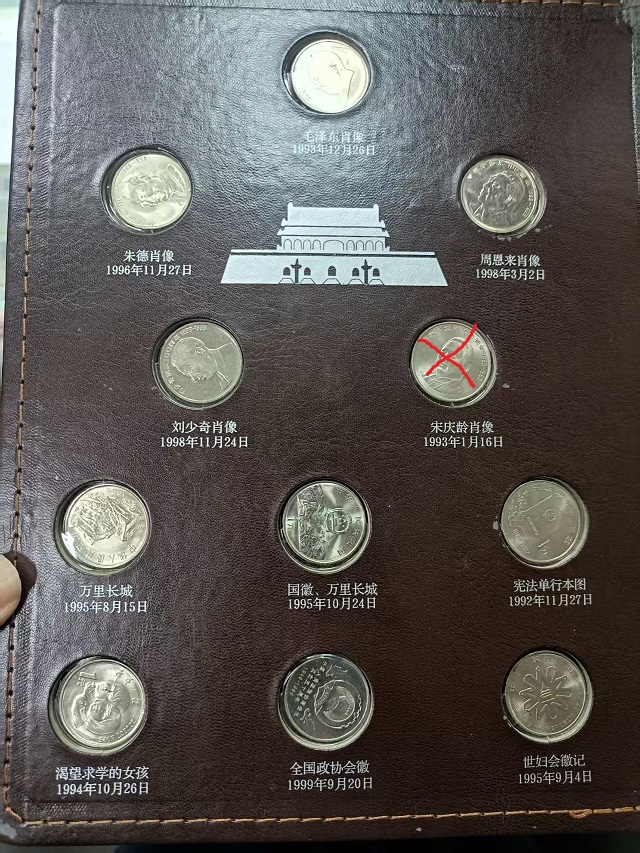 毛泽东肖像
1993年12月26日
朱德肖像
1996年11月27日
周恩来肖像
1998年3月2日
刘少奇肖像
1998年11月24日
宋庆龄肖像
1993年1月16日
万里长城
1995年8月15日
国徽、万里长城
1995年10月24日
宪法单行本图
1992年11月27日
渴望求学的女孩
1994年10月26日
全国政协会徽
1999年9月20日
世妇会徽记
1995年9月4日